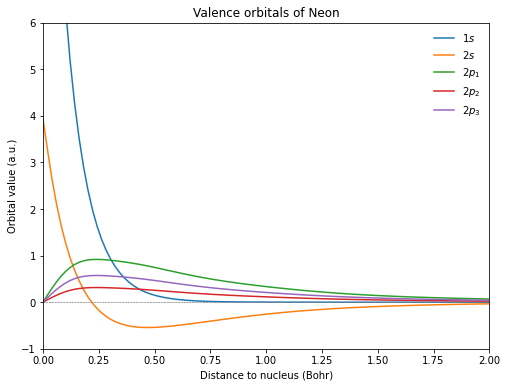 Valence orbitals of Neon
6
5
4
3
2
1
0
−1
Orbital value (a.u.)
1s
2s
2p₁
2p₂
2p₃
0.00 0.25 0.50 0.75 1.00 1.25 1.50 1.75 2.00
Distance to nucleus (Bohr)